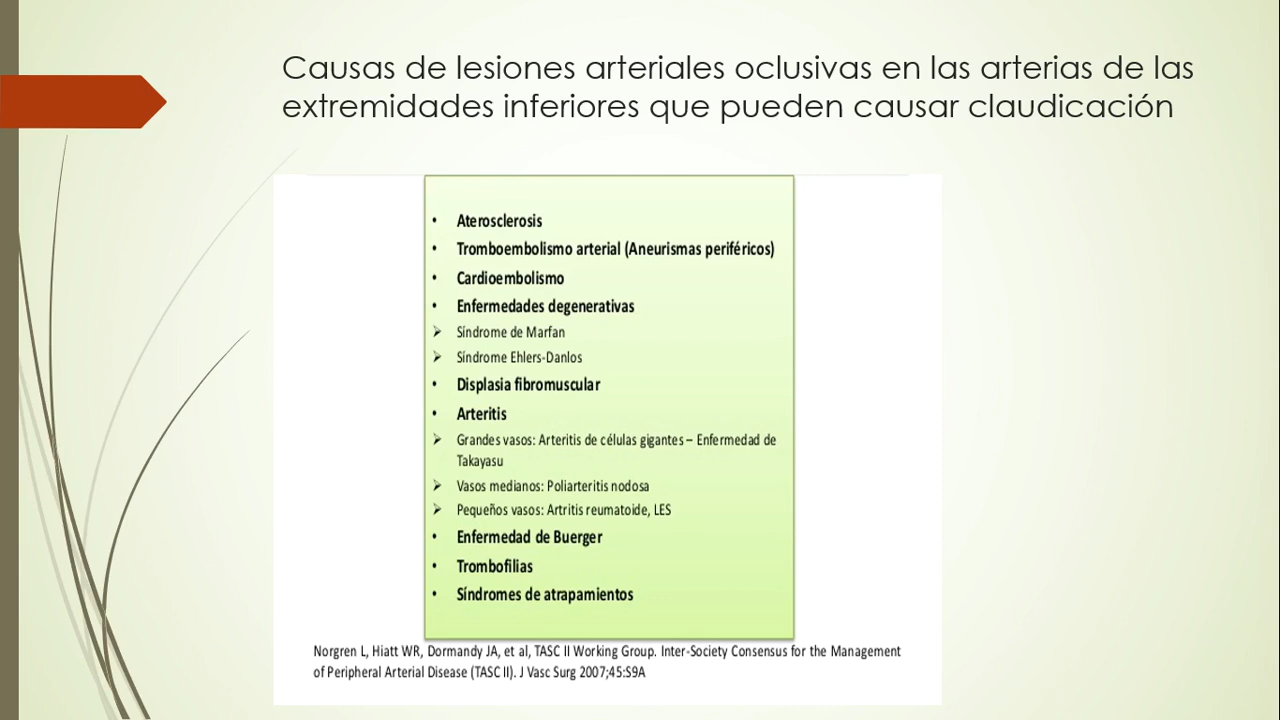 Causas de lesiones arteriales oclusivas en las arterias de las
extremidades inferiores que pueden causar claudicación
• Aterosclerosis
• Tromboembolismo arterial (Aneurismas periféricos)
• Cardioembolismo
• Enfermedades degenerativas
➢ Síndrome de Marfan
➢ Síndrome Ehlers-Danlos
• Displasia fibromuscular
• Arteritis
➢ Grandes vasos: Arteritis de células gigantes – Enfermedad de
Takayasu
➢ Vasos medianos: Poliarteritis nodosa
➢ Pequeños vasos: Artritis reumatoide, LES
• Enfermedad de Buerger
• Trombofilias
• Síndromes de atrapamientos
Norgren L, Hiatt WR, Dormandy JA, et al, TASC II Working Group. Inter-Society Consensus for the Management
of Peripheral Arterial Disease (TASC II). J Vasc Surg 2007;45:S9A